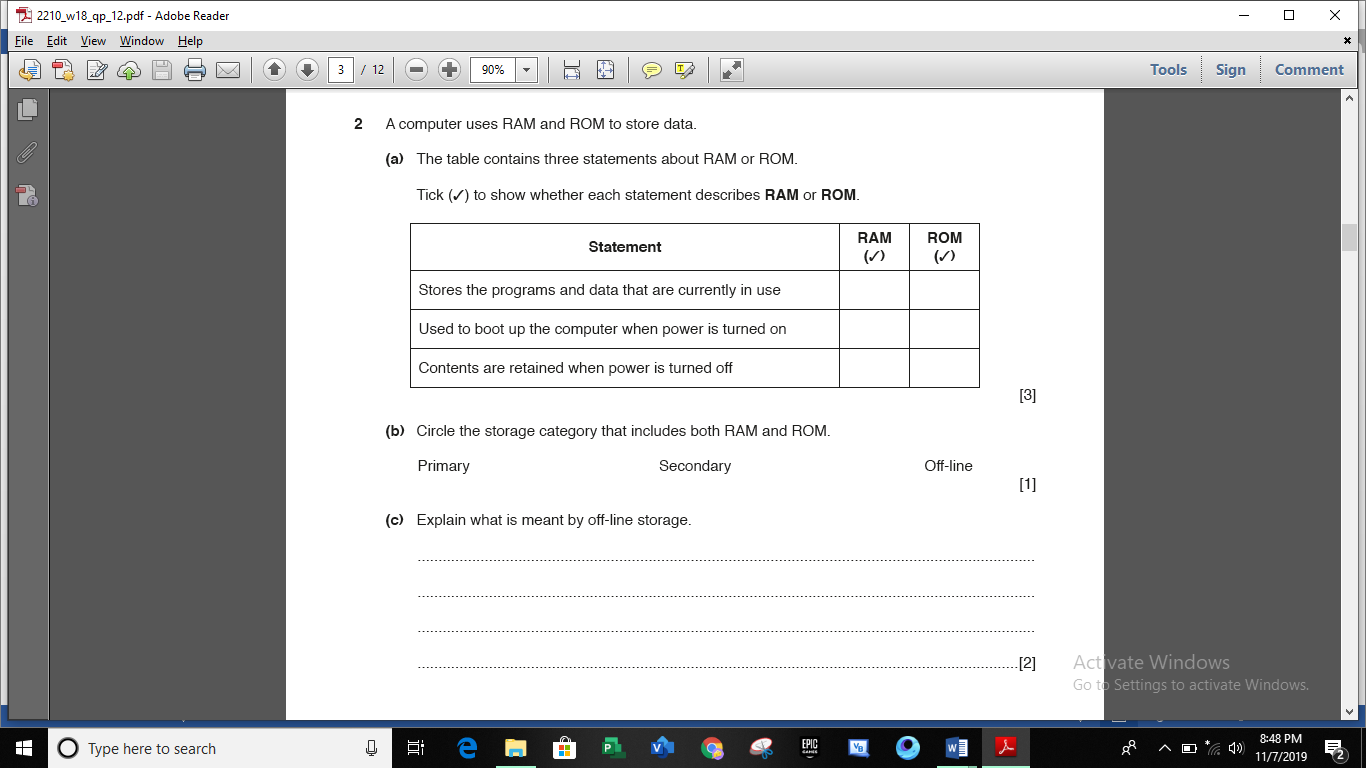 2210_w18_qp_12.pdf - Adobe Reader
File Edit View Window Help
3 / 12 90% Tools Sign Comment
2 A computer uses RAM and ROM to store data.
(a) The table contains three statements about RAM or ROM.
Tick (✓) to show whether each statement describes RAM or ROM.
Statement RAM (✓) ROM (✓)
Stores the programs and data that are currently in use
Used to boot up the computer when power is turned on
Contents are retained when power is turned off
[3]
(b) Circle the storage category that includes both RAM and ROM.
Primary Secondary Off-line
[1]
(c) Explain what is meant by off-line storage.
[2]
Activate Windows
Go to Settings to activate Windows.
Type here to search
EPIC GAMES
8:48 PM
11/7/2019
2